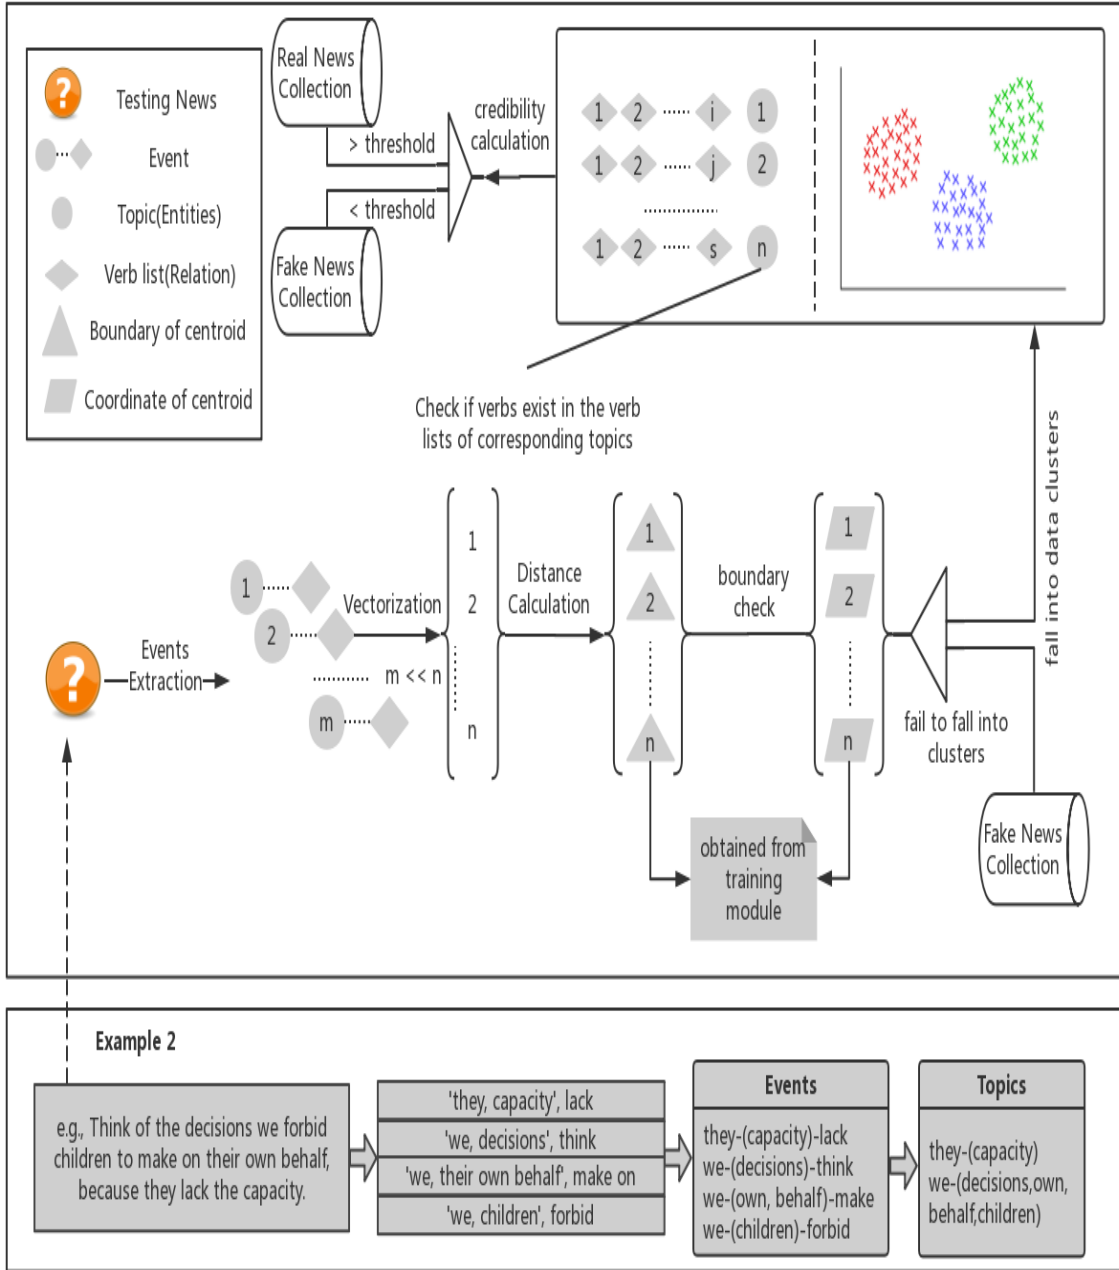 ?
Testing News
Event
Topic(Entities)
Verb list(Relation)
Boundary of centroid
Coordinate of centroid
Real News
Collection
> threshold
< threshold
Fake News
Collection
credibility
calculation
1 2 ...... i 1
1 2 ...... j 2
..................
1 2 ...... s n
Check if verbs exist in the verb
lists of corresponding topics
fall into data clusters
?
Events
Extraction
1
2
m << n
m
Vectorization
1
2
n
Distance
Calculation
1
2
n
boundary
check
1
2
n
fail to fall into
clusters
Fake News
Collection
obtained from
training
module
Example 2
e.g., Think of the decisions we forbid
children to make on their own behalf,
because they lack the capacity.
'they, capacity', lack
'we, decisions', think
'we, their own behalf', make on
'we, children', forbid
Events
they-(capacity)-lack
we-(decisions)-think
we-(own, behalf)-make
we-(children)-forbid
Topics
they-(capacity)
we-(decisions,own,
behalf,children)